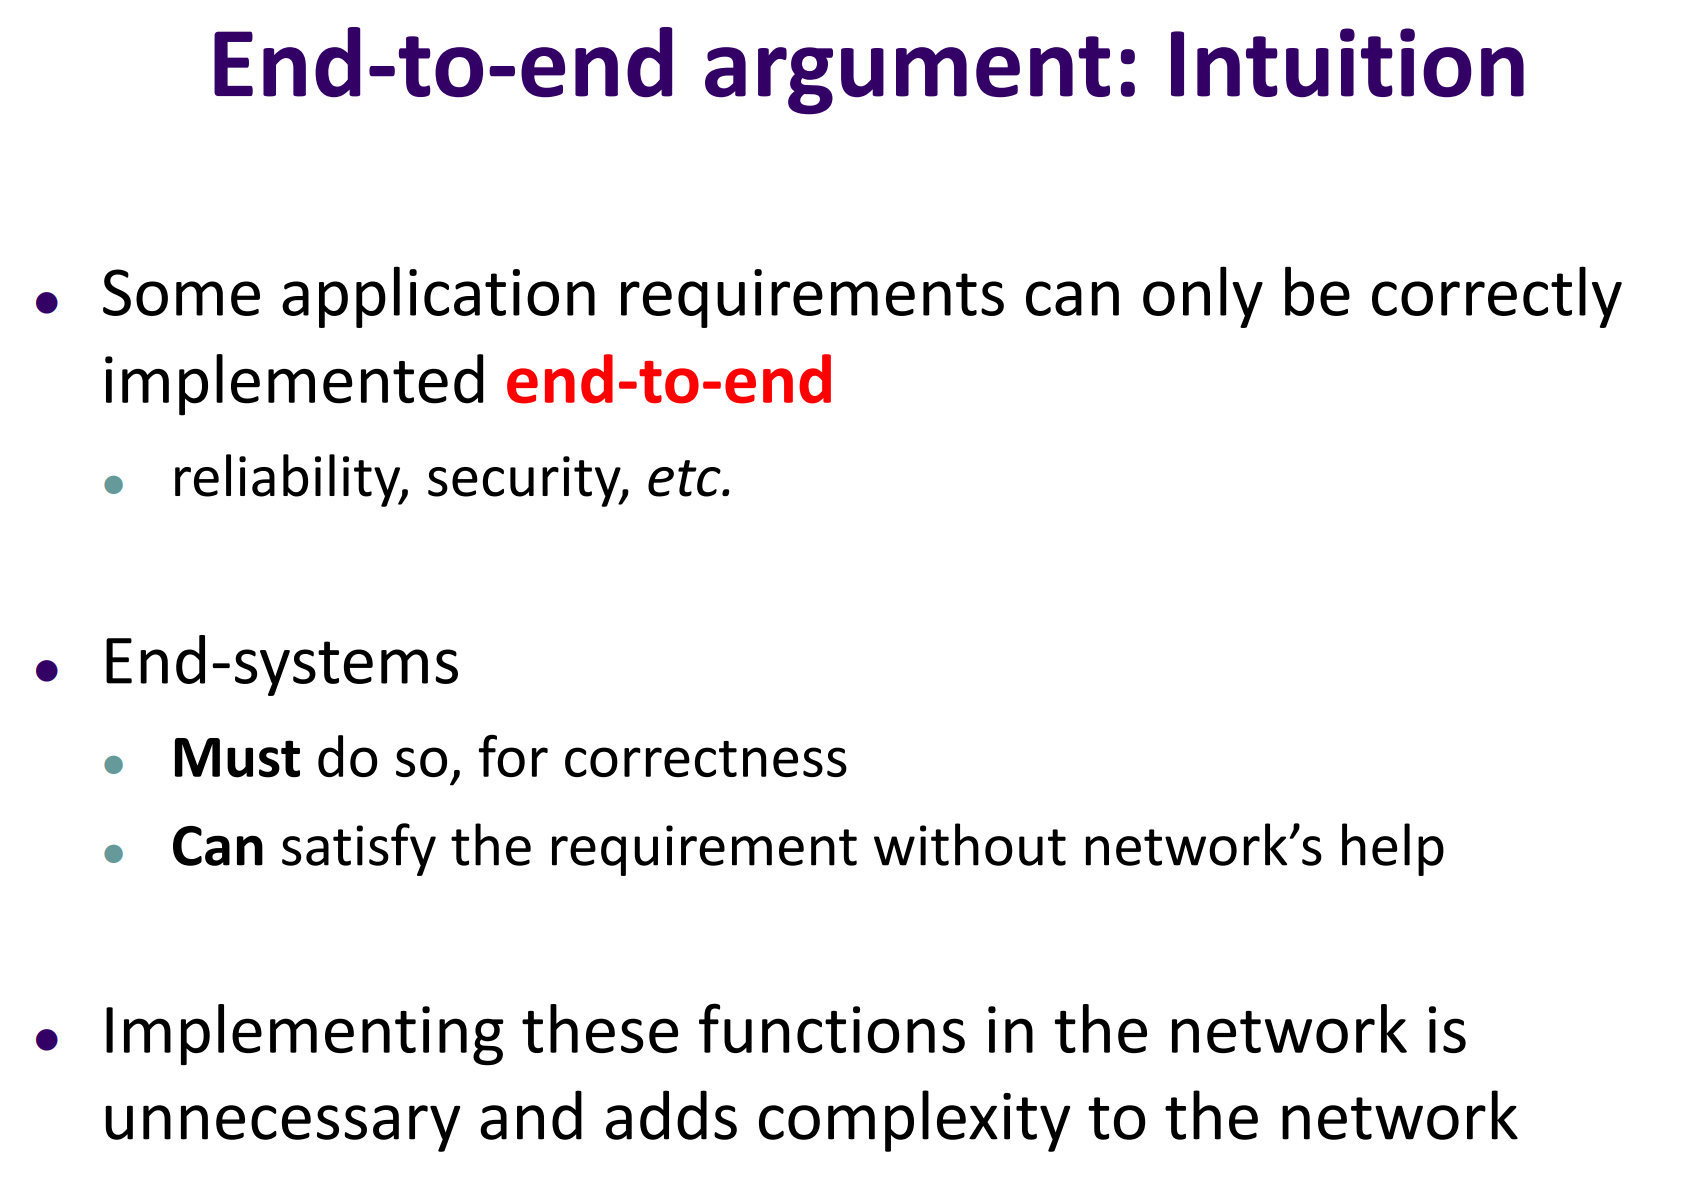 End-to-end argument: Intuition
● Some application requirements can only be correctly
implemented end-to-end
● reliability, security, etc.
● End-systems
● Must do so, for correctness
● Can satisfy the requirement without network’s help
● Implementing these functions in the network is
unnecessary and adds complexity to the network